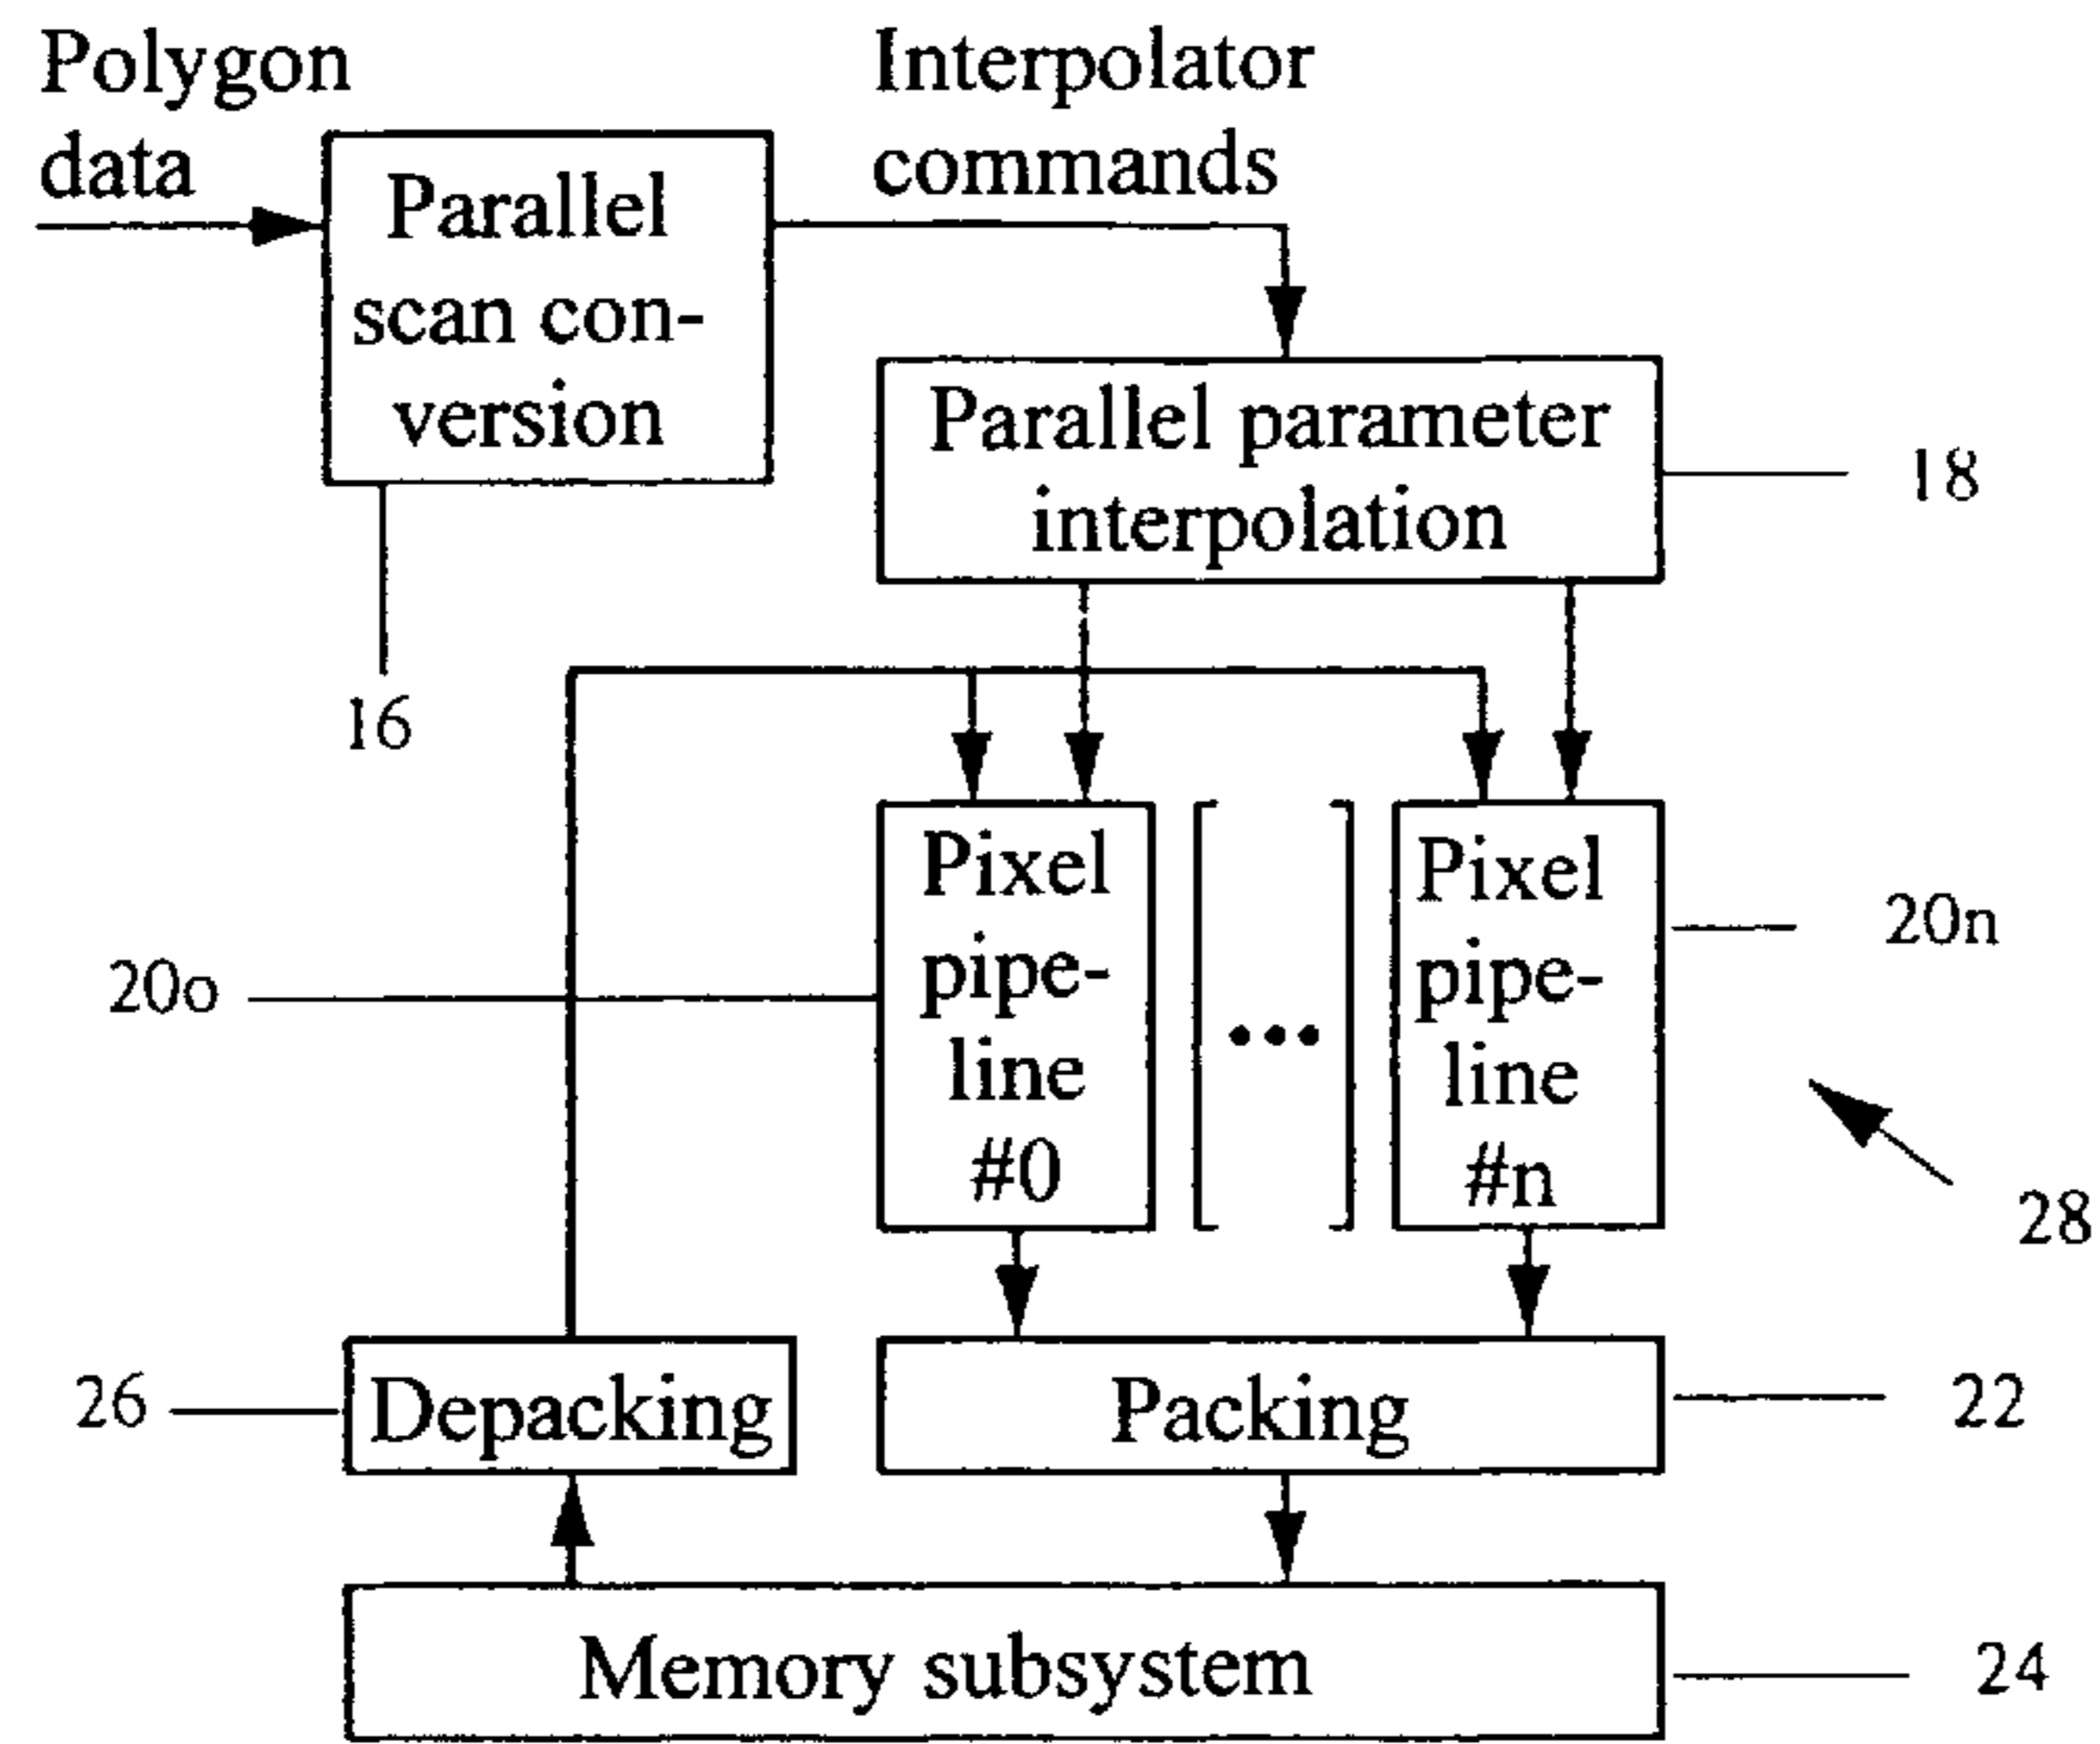 Polygon
data
Interpolator
commands
Parallel
scan con-
version
Parallel parameter
interpolation
18
16
Pixel
pipe-
line
#0
...
Pixel
pipe-
line
#n
20n
20o
28
26
Depacking
Packing
22
Memory subsystem
24